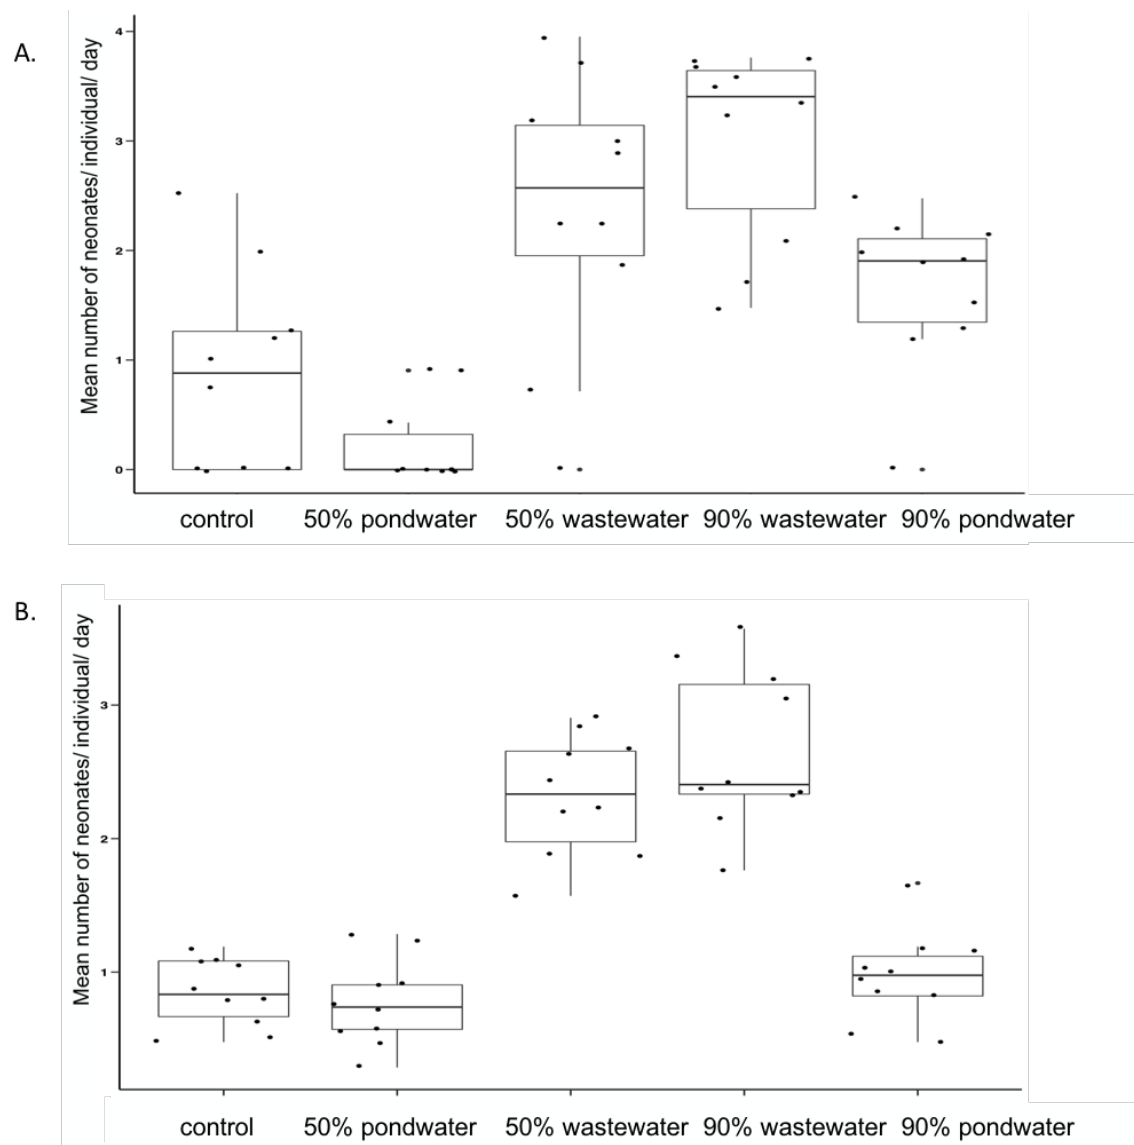 A.
Mean number of neonates/ individual/ day
4
3
2
1
0
control 50% pondwater 50% wastewater 90% wastewater 90% pondwater
B.
Mean number of neonates/ individual/ day
3
2
1
control 50% pondwater 50% wastewater 90% wastewater 90% pondwater